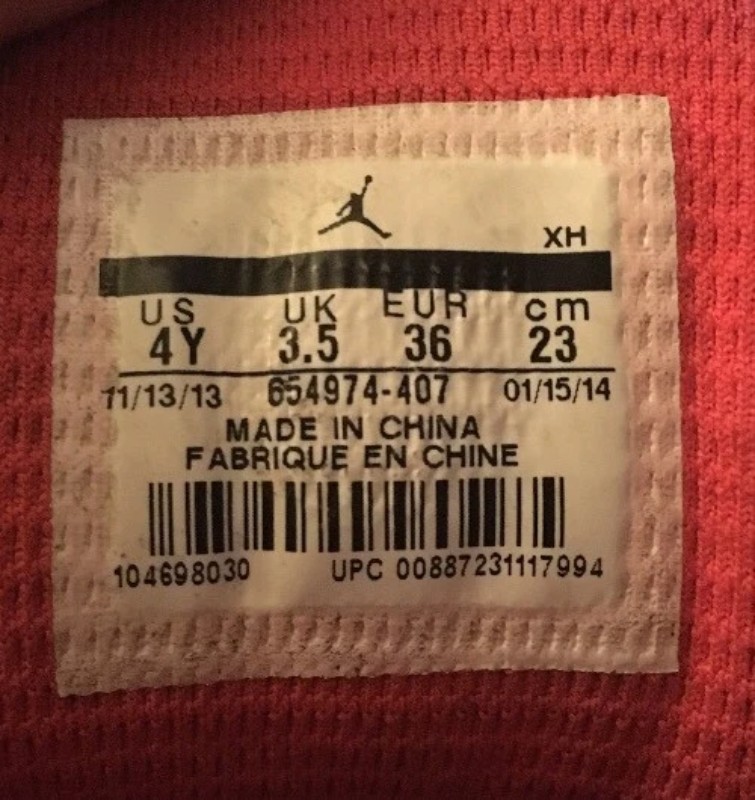 XH
US UK EUR cm
4Y 3.5 36 23
11/13/13 654974-407 01/15/14
MADE IN CHINA
FABRIQUE EN CHINE
104698030 UPC 00887231117994